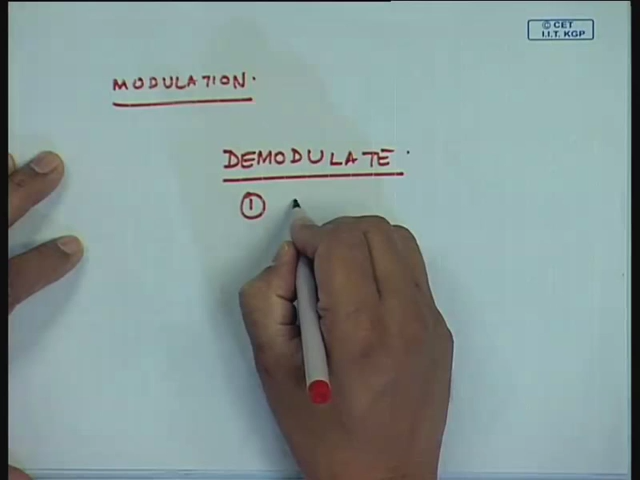 © CET
I.I.T. KGP
MODULATION.
DEMODULATE.
①